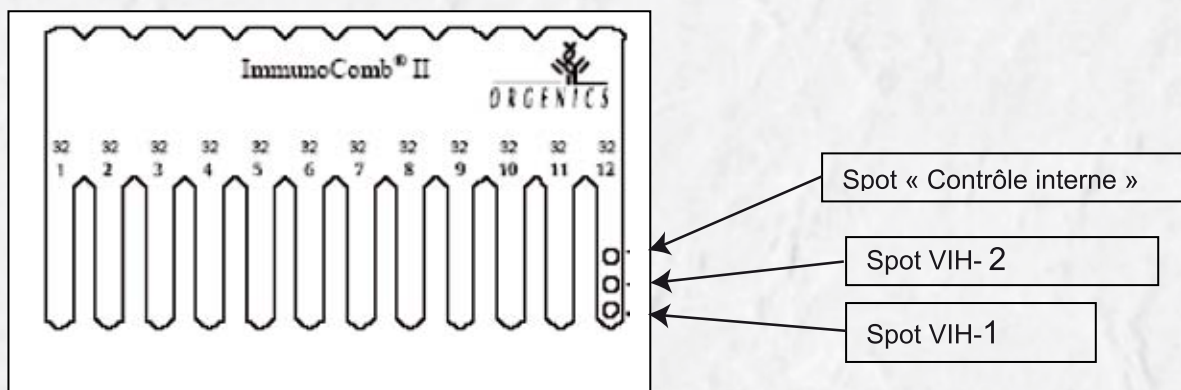 ImmunoComb® II
ORGENICS
32 32 32 32 32 32 32 32 32 32 32 32
1 2 3 4 5 6 7 8 9 10 11 12
Spot « Contrôle interne »
Spot VIH- 2
Spot VIH-1